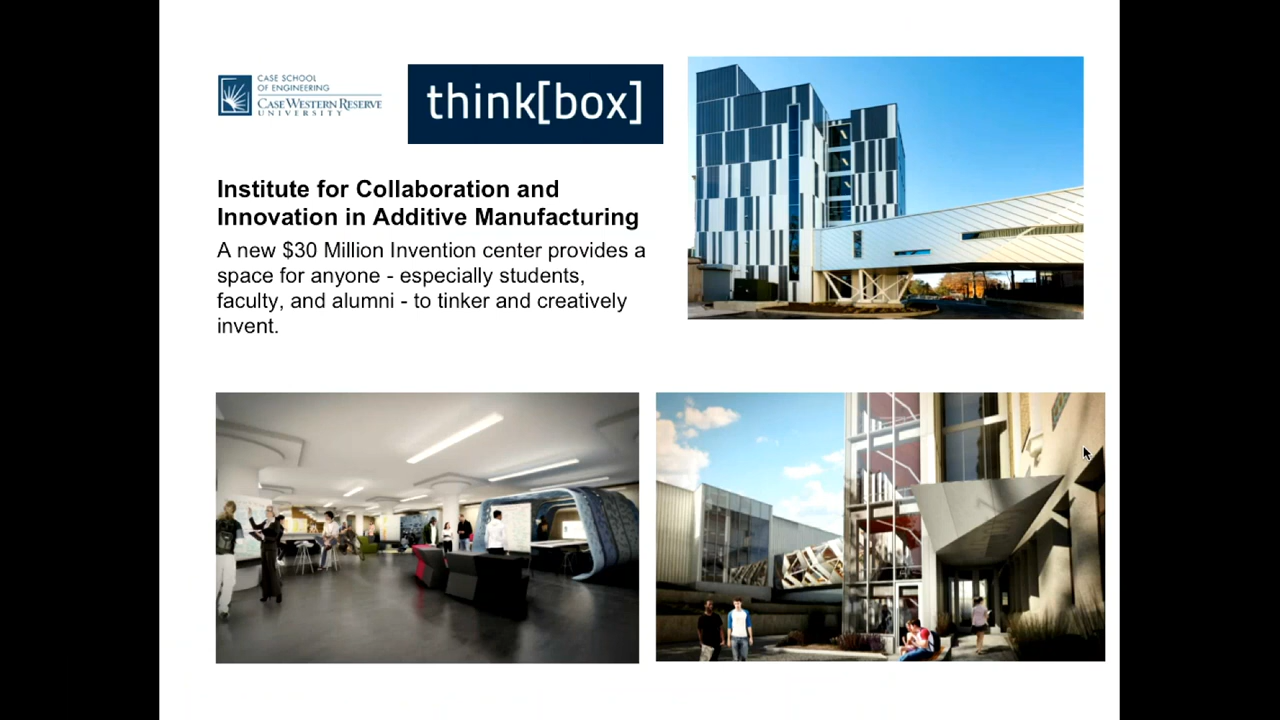 CASE SCHOOL
OF ENGINEERING
CASE WESTERN RESERVE
UNIVERSITY
think[box]
Institute for Collaboration and
Innovation in Additive Manufacturing
A new $30 Million Invention center provides a
space for anyone - especially students,
faculty, and alumni - to tinker and creatively
invent.